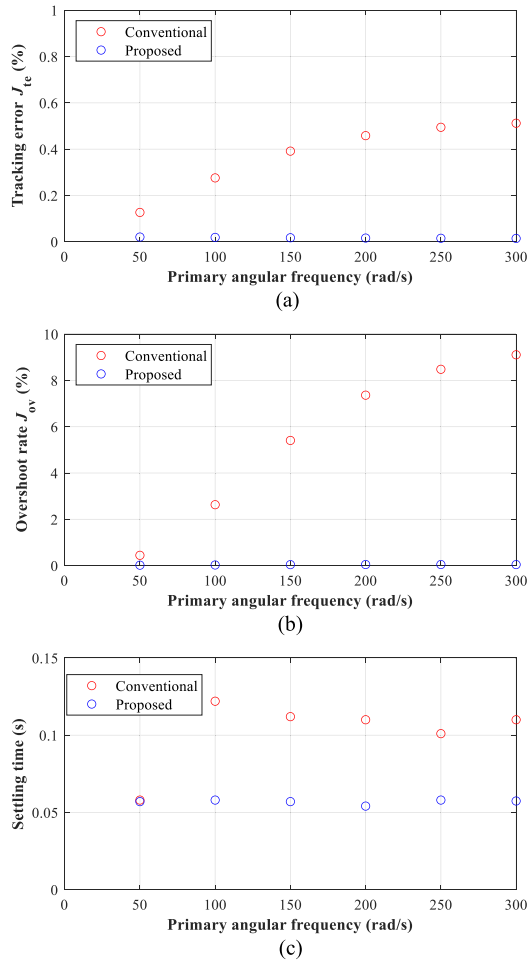 1
0.8
0.6
0.4
0.2
0
Tracking error J_te (%)
Conventional
Proposed
0 50 100 150 200 250 300
Primary angular frequency (rad/s)
(a)
10
8
6
4
2
0
Overshoot rate J_ov (%)
Conventional
Proposed
0 50 100 150 200 250 300
Primary angular frequency (rad/s)
(b)
0.15
0.1
0.05
0
Settling time (s)
Conventional
Proposed
0 50 100 150 200 250 300
Primary angular frequency (rad/s)
(c)